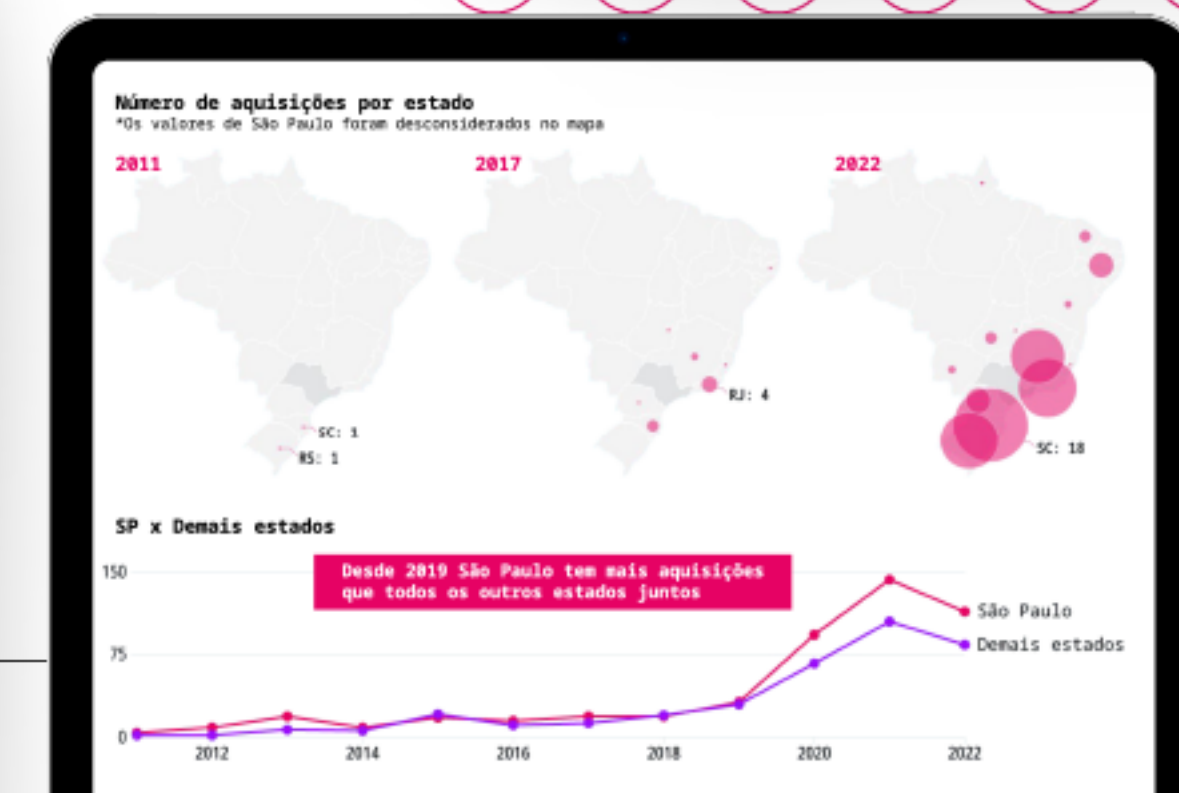 Número de aquisições por estado
*Os valores de São Paulo foram desconsiderados no mapa
2011
2017
2022
RJ: 4
SC: 1
RS: 1
SC: 18
SP x Demais estados
150
Desde 2019 São Paulo tem mais aquisições
que todos os outros estados juntos
São Paulo
Demais estados
75
0
2012
2014
2016
2018
2020
2022